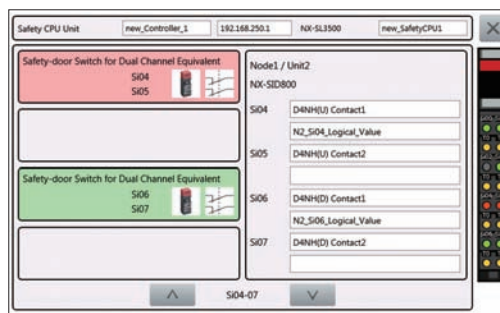 Safety CPU Unit new_Controller_1 192.168.250.1 NX-SL3500 new_SafetyCPU1
Safety-door Switch for Dual Channel Equivalent
Si04
Si05
Safety-door Switch for Dual Channel Equivalent
Si06
Si07
Node1 / Unit2
NX-SID800
Si04 D4NH(U) Contact1
N2_Si04_Logical_Value
Si05 D4NH(U) Contact2
Si06 D4NH(D) Contact1
N2_Si06_Logical_Value
Si07 D4NH(D) Contact2
Si04-07